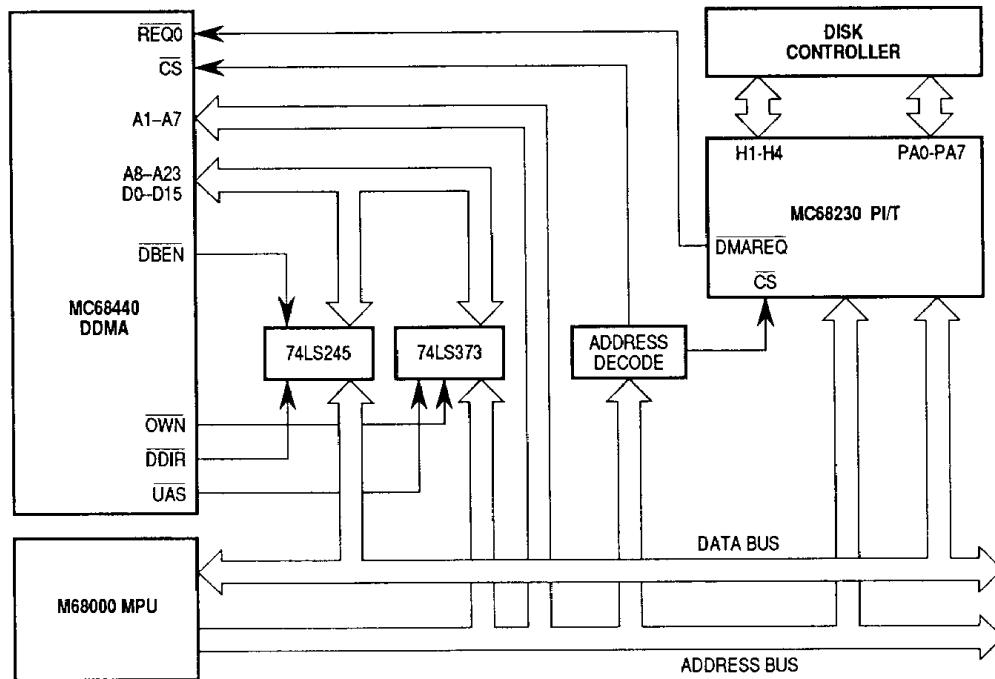 REQ0
CS
A1–A7
A8–A23
D0–D15
DBEN
MC68440
DDMA
OWN
DDIR
UAS
DISK
CONTROLLER
H1-H4
PA0-PA7
MC68230 PI/T
DMAREQ
CS
74LS245
74LS373
ADDRESS
DECODE
DATA BUS
M68000 MPU
ADDRESS BUS